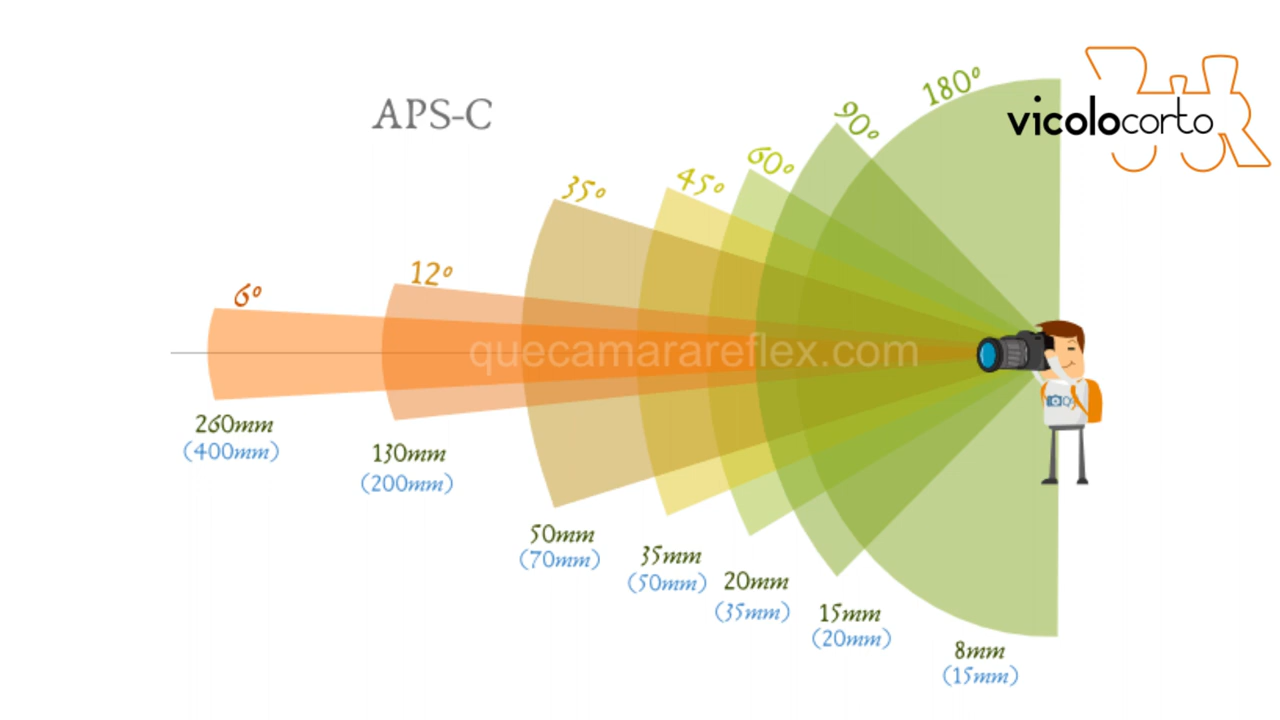 APS-C
vicolocorto
180º
90º
60º
45º
35º
12º
6º
quecamarareflex.com
260mm
(400mm)
130mm
(200mm)
50mm
(70mm)
35mm
(50mm)
20mm
(35mm)
15mm
(20mm)
8mm
(15mm)